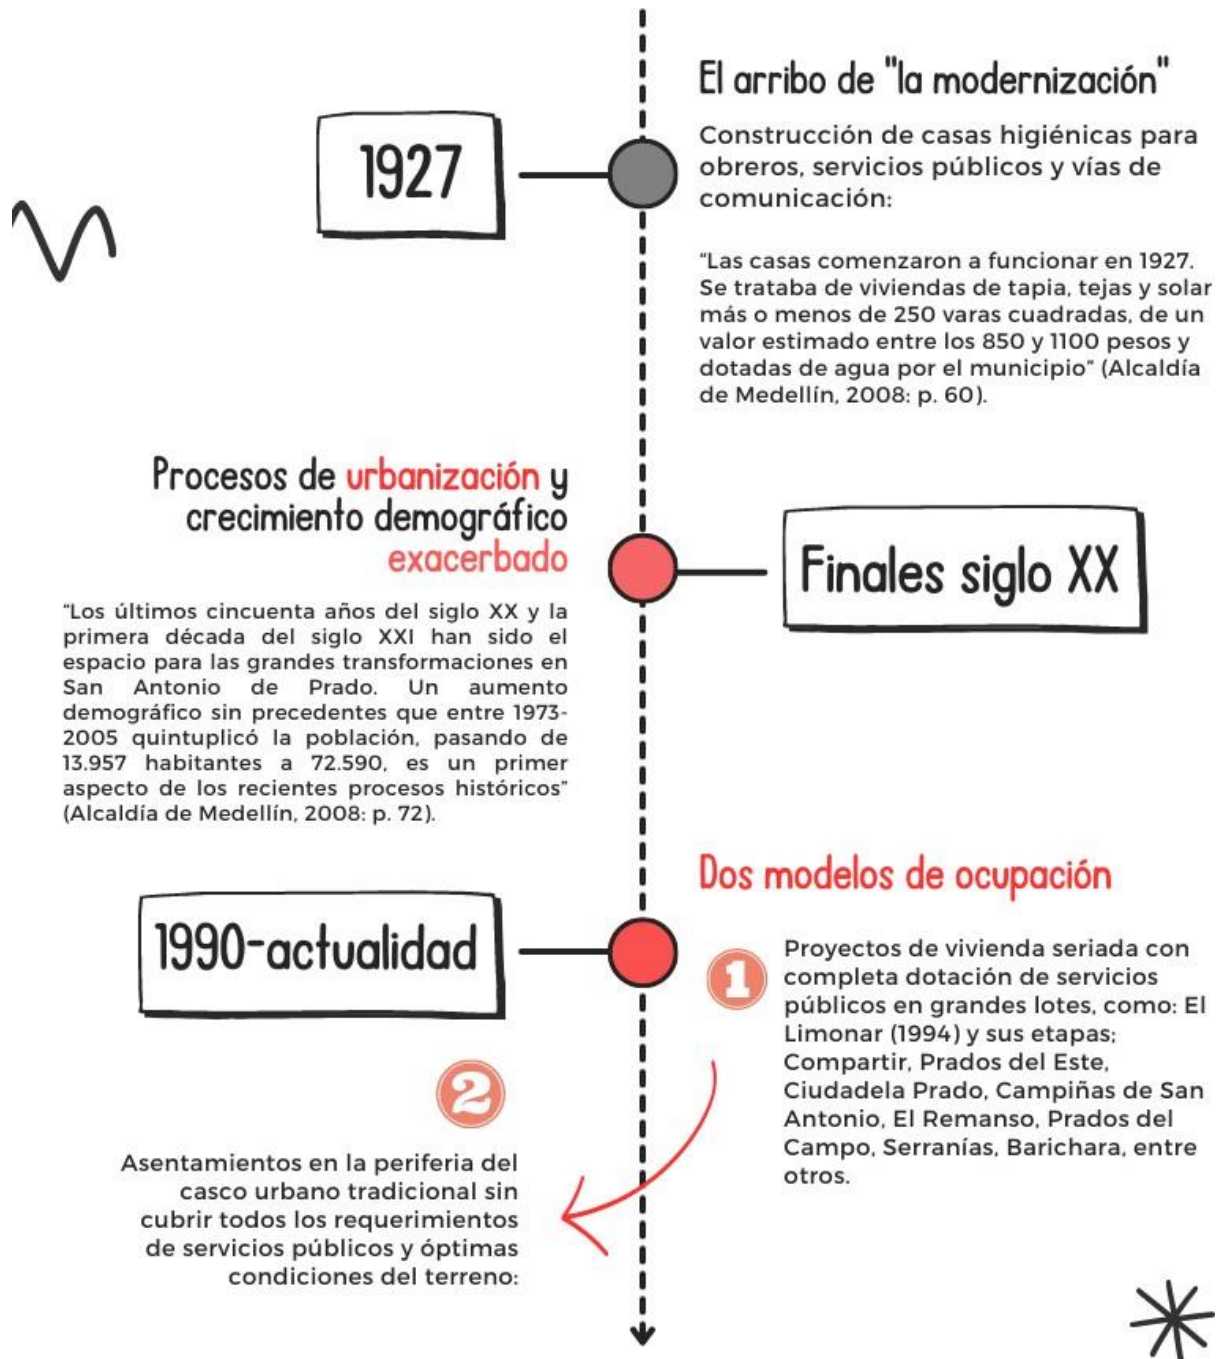 1927
El arribo de "la modernización"
Construcción de casas higiénicas para
obreros, servicios públicos y vías de
comunicación:
"Las casas comenzaron a funcionar en 1927.
Se trataba de viviendas de tapia, tejas y solar
más o menos de 250 varas cuadradas, de un
valor estimado entre los 850 y 1100 pesos y
dotadas de agua por el municipio" (Alcaldía
de Medellín, 2008: p. 60).
Procesos de urbanización y
crecimiento demográfico
exacerbado
Finales siglo XX
"Los últimos cincuenta años del siglo XX y la
primera década del siglo XXI han sido el
espacio para las grandes transformaciones en
San Antonio de Prado. Un aumento
demográfico sin precedentes que entre 1973-
2005 quintuplicó la población, pasando de
13.957 habitantes a 72.590, es un primer
aspecto de los recientes procesos históricos"
(Alcaldía de Medellín, 2008: p. 72).
1990-actualidad
Dos modelos de ocupación
1
Proyectos de vivienda seriada con
completa dotación de servicios
públicos en grandes lotes, como: El
Limonar (1994) y sus etapas;
Compartir, Prados del Este,
Ciudadela Prado, Campiñas de San
Antonio, El Remanso, Prados del
Campo, Serranías, Barichara, entre
otros.
2
Asentamientos en la periferia del
casco urbano tradicional sin
cubrir todos los requerimientos
de servicios públicos y óptimas
condiciones del terreno: